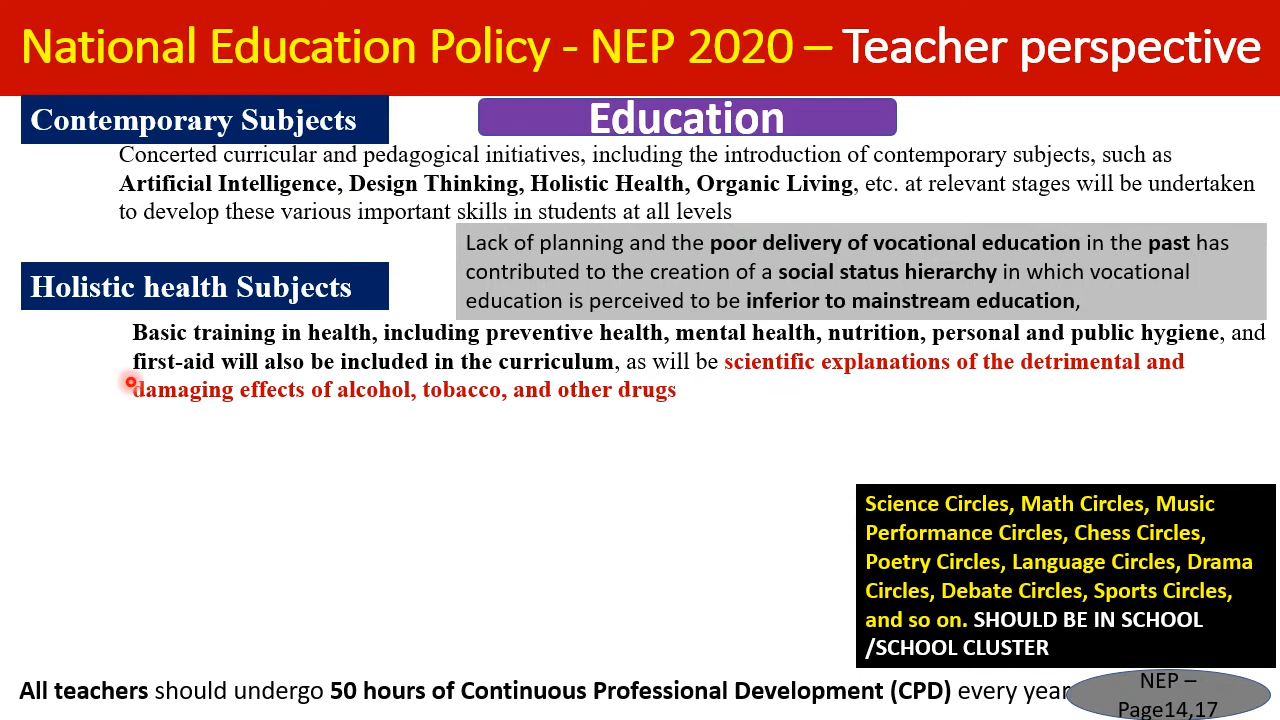 National Education Policy - NEP 2020 – Teacher perspective
Contemporary Subjects
Education
Concerted curricular and pedagogical initiatives, including the introduction of contemporary subjects, such as
Artificial Intelligence, Design Thinking, Holistic Health, Organic Living, etc. at relevant stages will be undertaken
to develop these various important skills in students at all levels
Lack of planning and the poor delivery of vocational education in the past has
contributed to the creation of a social status hierarchy in which vocational
education is perceived to be inferior to mainstream education,
Holistic health Subjects
Basic training in health, including preventive health, mental health, nutrition, personal and public hygiene, and
first-aid will also be included in the curriculum, as will be scientific explanations of the detrimental and
damaging effects of alcohol, tobacco, and other drugs
Science Circles, Math Circles, Music
Performance Circles, Chess Circles,
Poetry Circles, Language Circles, Drama
Circles, Debate Circles, Sports Circles,
and so on. SHOULD BE IN SCHOOL
/SCHOOL CLUSTER
All teachers should undergo 50 hours of Continuous Professional Development (CPD) every year
NEP –
Page14,17